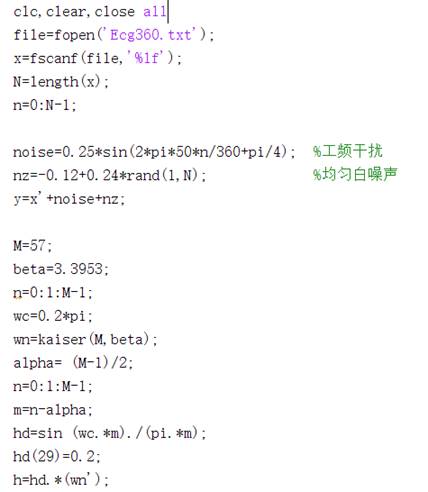 clc,clear,close all
file=fopen('Ecg360.txt');
x=fscanf(file,'%lf');
N=length(x);
n=0:N-1;
noise=0.25*sin(2*pi*50*n/360+pi/4);  %工频干扰
nz=-0.12+0.24*rand(1,N);  %均匀白噪声
y=x'+noise+nz;
M=57;
beta=3.3953;
n=0:1:M-1;
wc=0.2*pi;
wn=kaiser(M,beta);
alpha= (M-1)/2;
n=0:1:M-1;
m=n-alpha;
hd=sin (wc.*m)./(pi.*m);
hd(29)=0.2;
h=hd.*(wn');